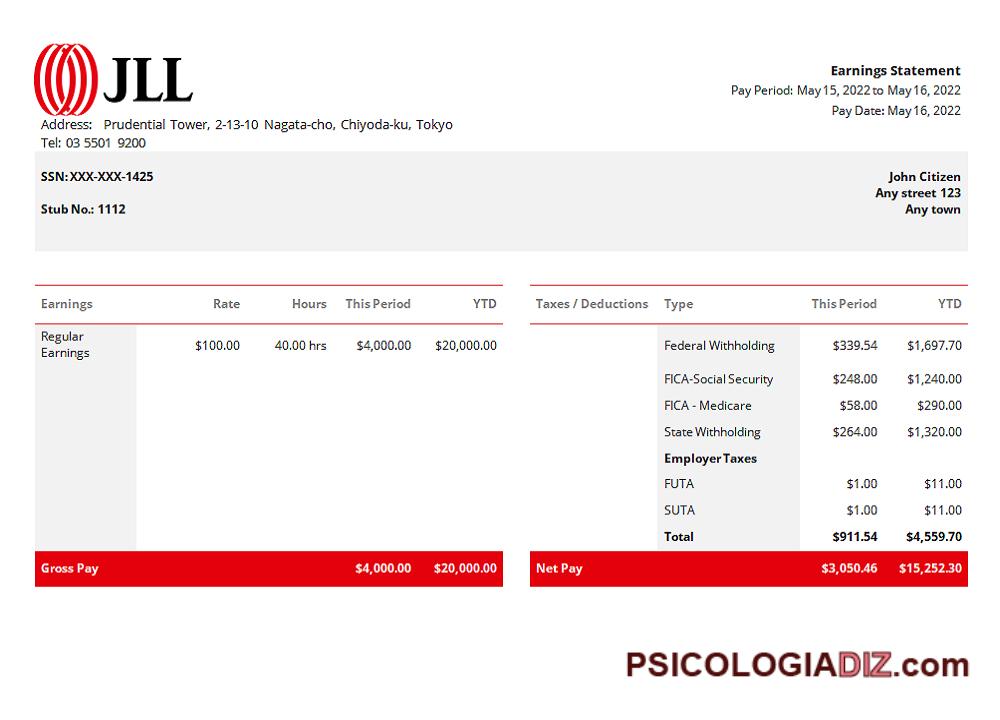 JLL
Earnings Statement
Pay Period: May 15, 2022 to May 16, 2022
Pay Date: May 16, 2022
Address: Prudential Tower, 2-13-10 Nagata-cho, Chiyoda-ku, Tokyo
Tel: 03 5501 9200
SSN: XXX-XXX-1425
Stub No.: 1112
John Citizen
Any street 123
Any town
Earnings Rate Hours This Period YTD
Regular
Earnings $100.00 40.00 hrs $4,000.00 $20,000.00
Gross Pay $4,000.00 $20,000.00
Taxes / Deductions Type This Period YTD
Federal Withholding $339.54 $1,697.70
FICA-Social Security $248.00 $1,240.00
FICA - Medicare $58.00 $290.00
State Withholding $264.00 $1,320.00
Employer Taxes
FUTA $1.00 $11.00
SUTA $1.00 $11.00
Total $911.54 $4,559.70
Net Pay $3,050.46 $15,252.30
PSICOLOGIADIZ.com